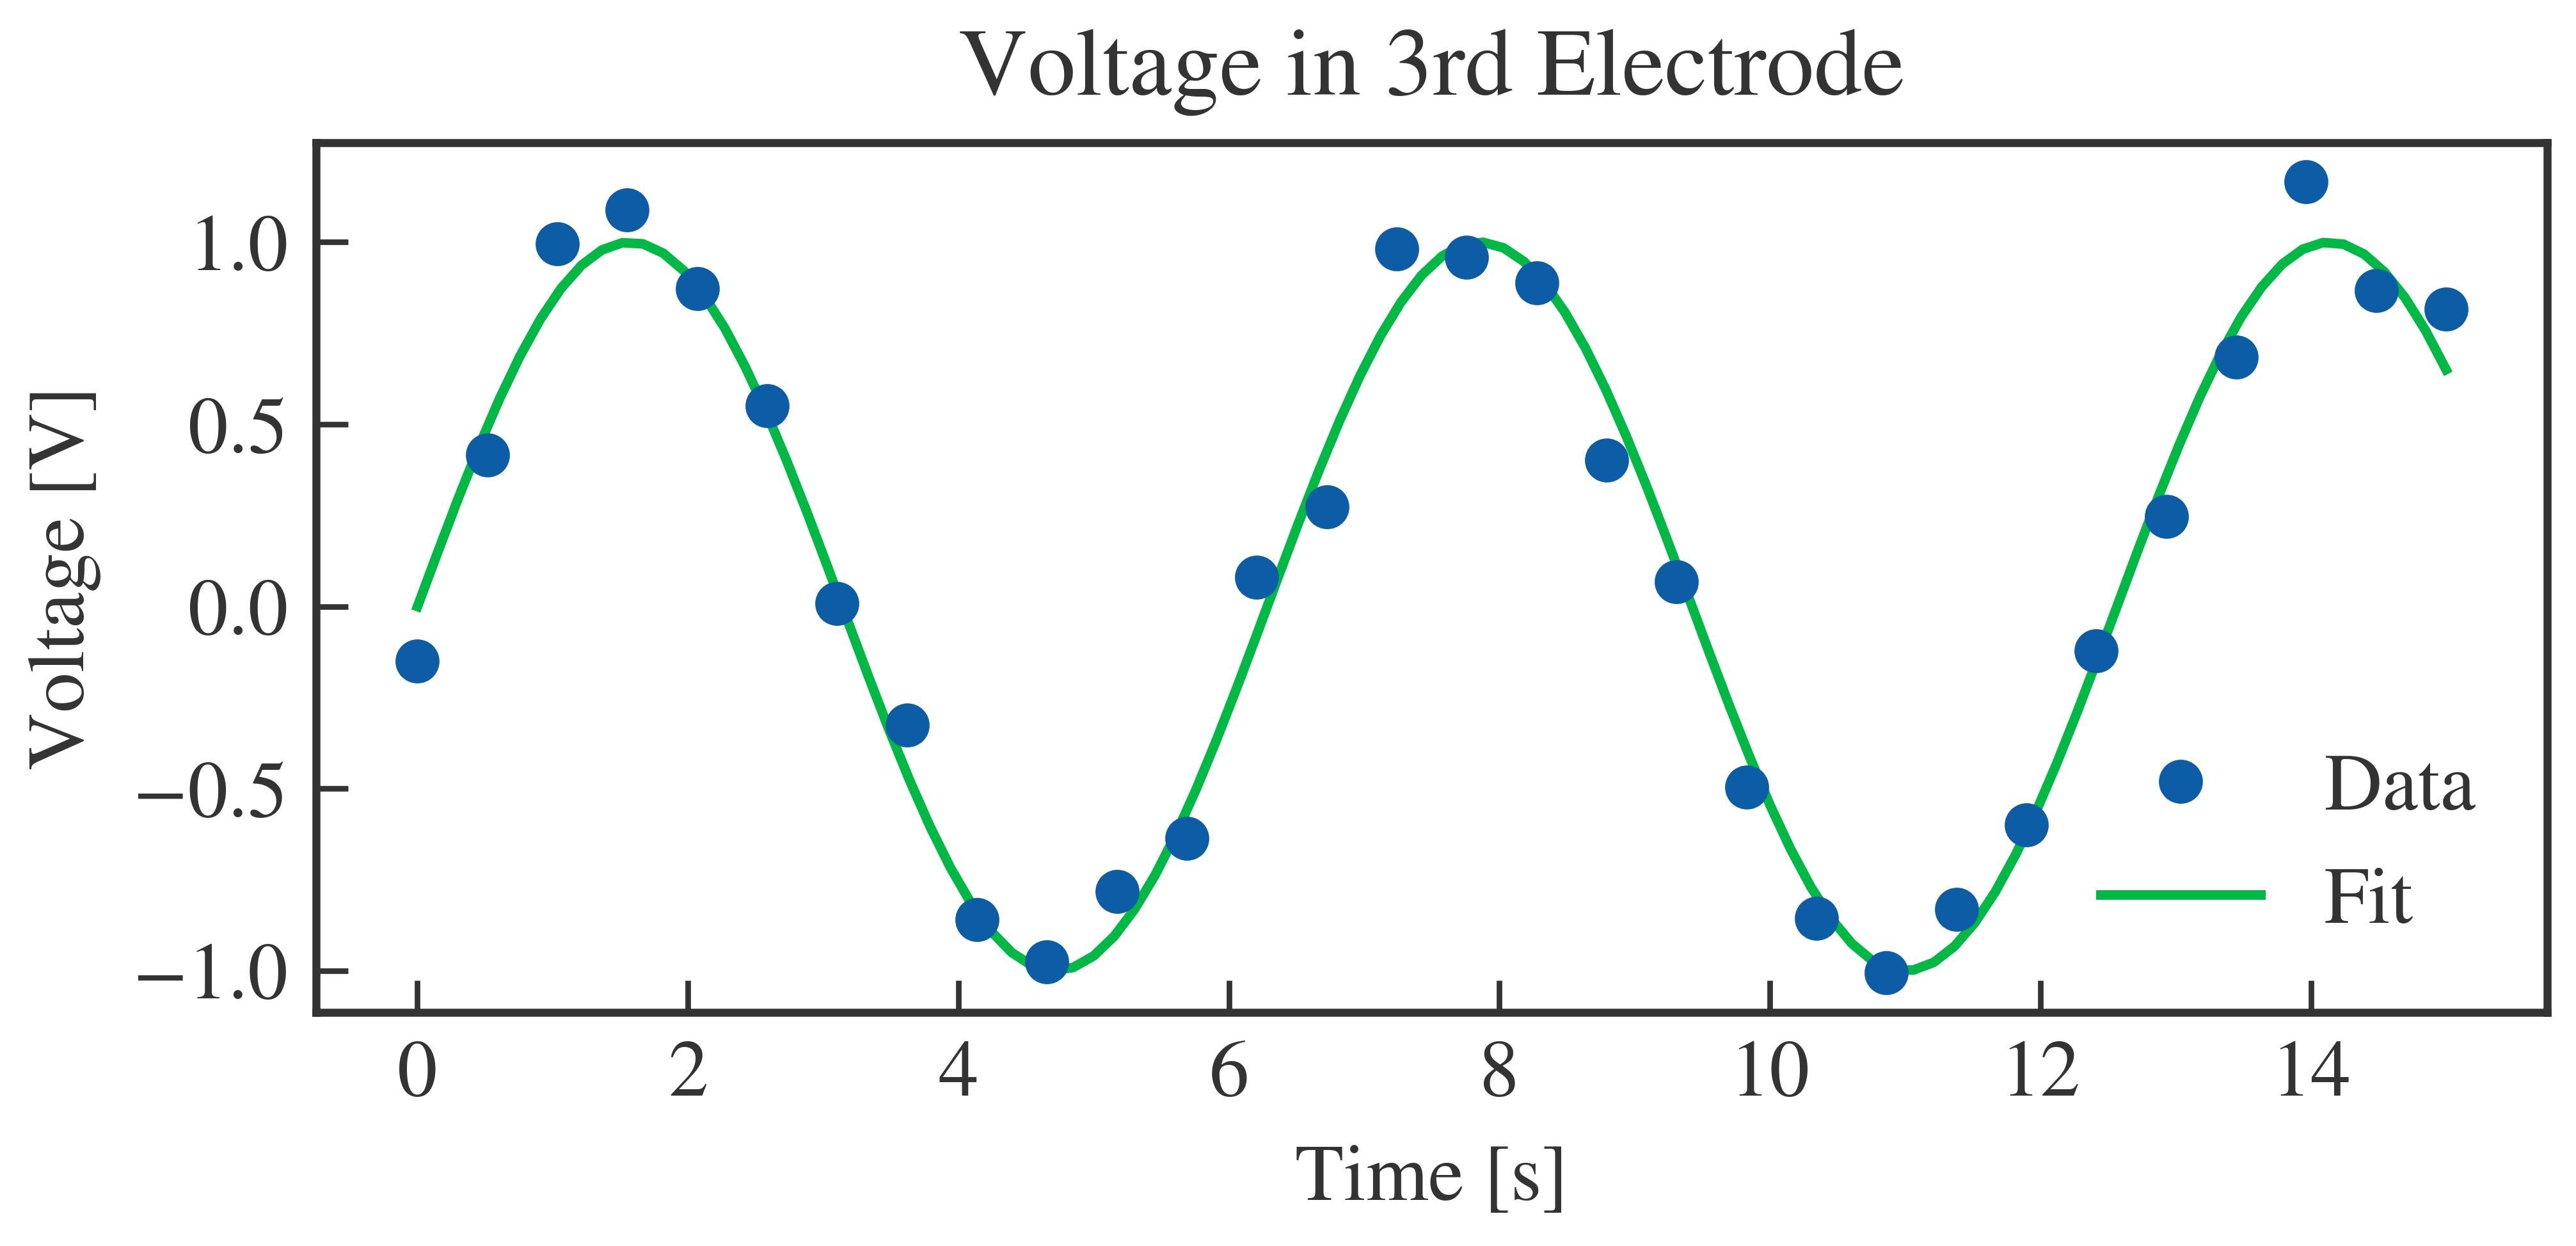 Voltage in 3rd Electrode
Voltage [V]
1.0
0.5
0.0
−0.5
−1.0
Data
Fit
0 2 4 6 8 10 12 14
Time [s]